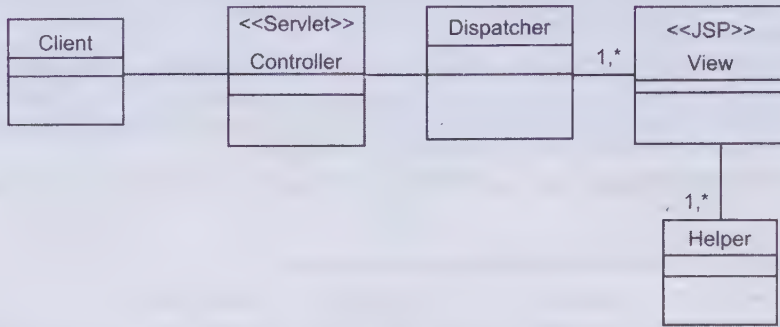 Client
<<Servlet>>
Controller
Dispatcher
1,*
<<JSP>>
View
1,*
Helper